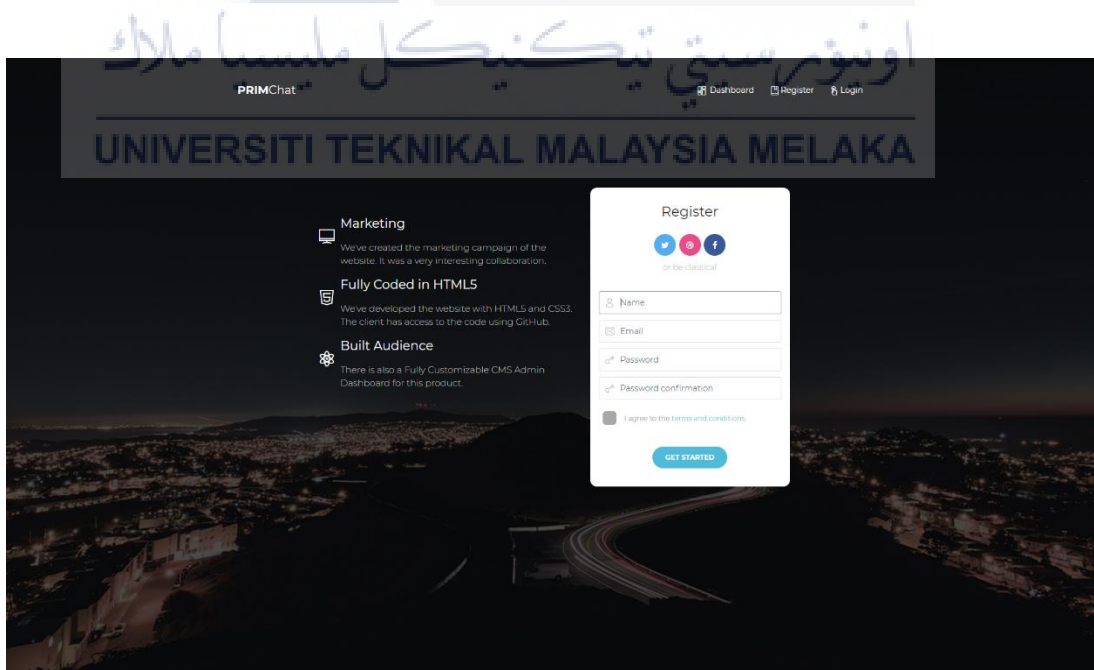 اونيۏرسيتي تيكنيكل مليسيا ملاك
PRIMChat
Dashboard Register Login
UNIVERSITI TEKNIKAL MALAYSIA MELAKA
Marketing
We've created the marketing campaign of the
website. It was a very interesting collaboration.
Fully Coded in HTML5
We've developed the website with HTML5 and CSS3.
The client has access to the code using GitHub.
Built Audience
There is also a Fully Customizable CMS Admin
Dashboard for this product.
Register
or be classical
Name
Email
Password
Password confirmation
I agree to the terms and conditions.
GET STARTED